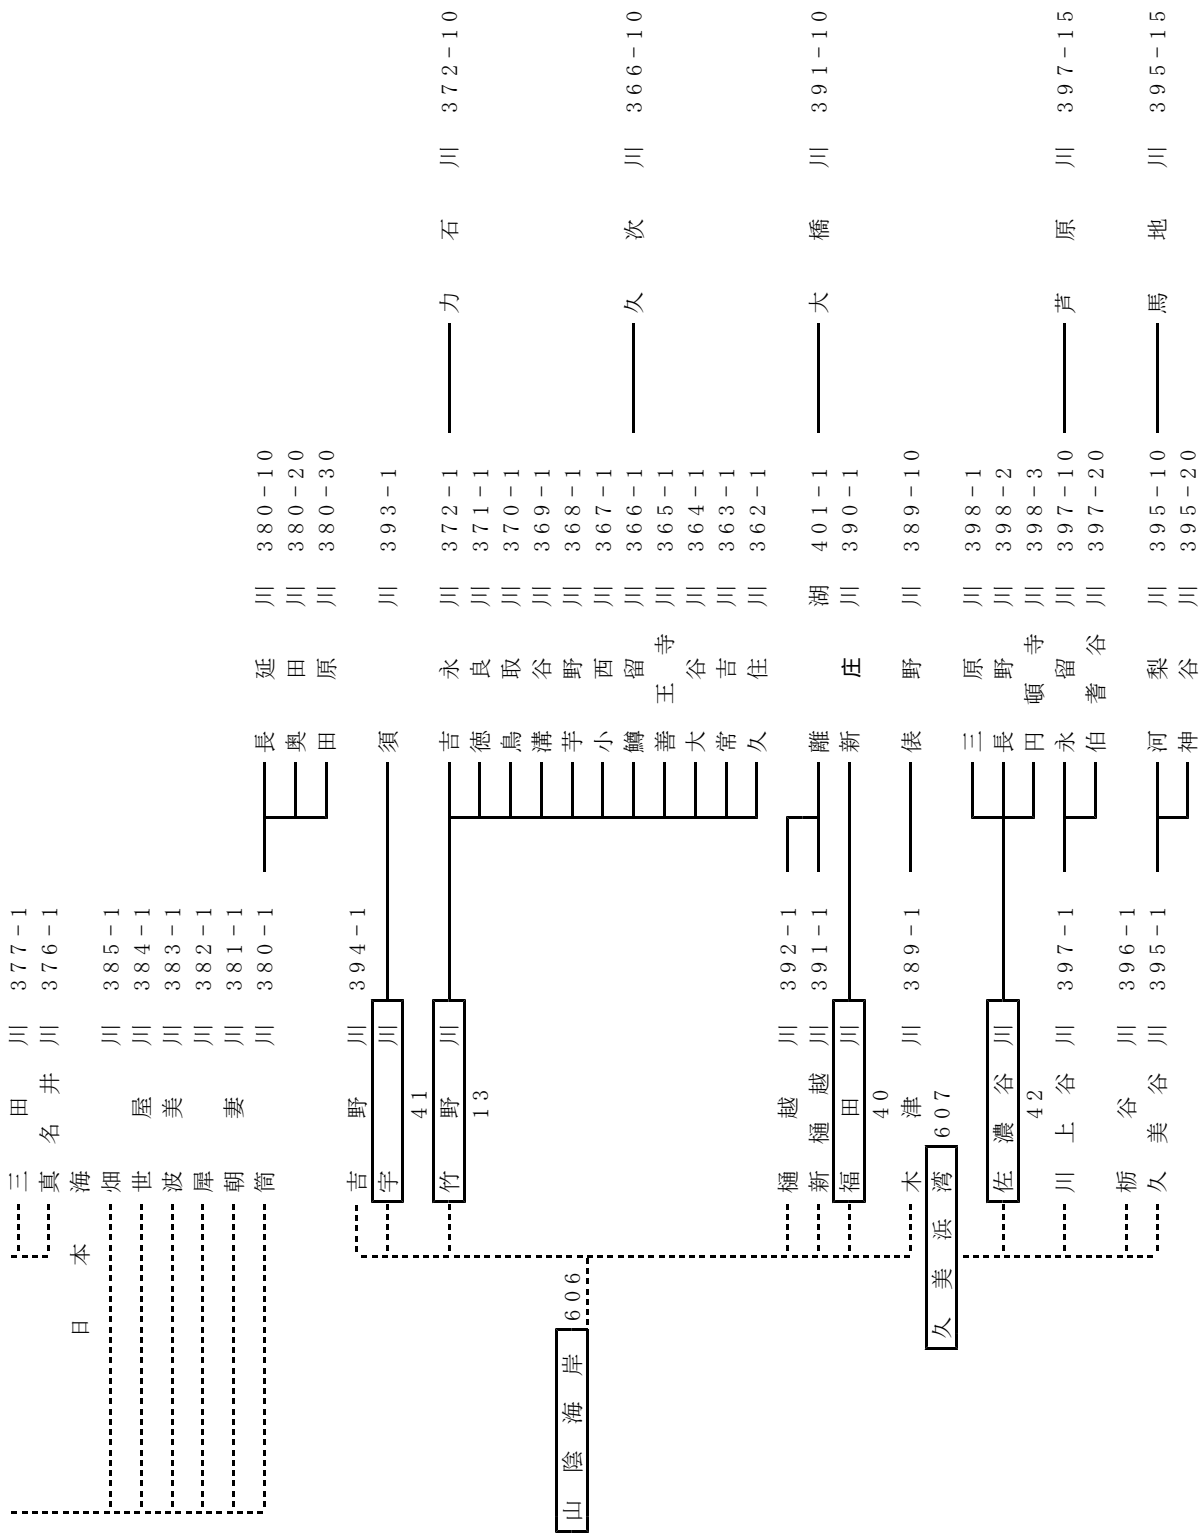 三田川 377-1
真名井川 376-1
日本海
畑川 385-1
世屋川 384-1
波美川 383-1
犀川 382-1
朝妻川 381-1
筒川 380-1 長延川 380-10
奥田川 380-20
田原川 380-30
吉野川 394-1
宇川 須川 393-1
41
竹野川 吉永川 372-1 力石川 372-10
13 徳良川 371-1
鳥取川 370-1
溝谷川 369-1
山陰海岸 606 芋野川 368-1
小西川 367-1
鱒留川 366-1 久次川 366-10
善王寺川 365-1
大谷川 364-1
常吉川 363-1
久住川 362-1
樋越川 392-1
新樋越川 391-1 離湖 401-1 大橋川 391-10
福田川 新庄川 390-1
40
木津川 389-1 俵野川 389-10
久美浜湾 607
三原川 398-1
佐濃谷川 長野川 398-2
42 円頓寺川 398-3
川上谷川 397-1 永留川 397-10 芦原川 397-15
伯耆谷川 397-20
栃谷川 396-1
久美谷川 395-1 河梨川 395-10 馬地川 395-15
神谷川 395-20